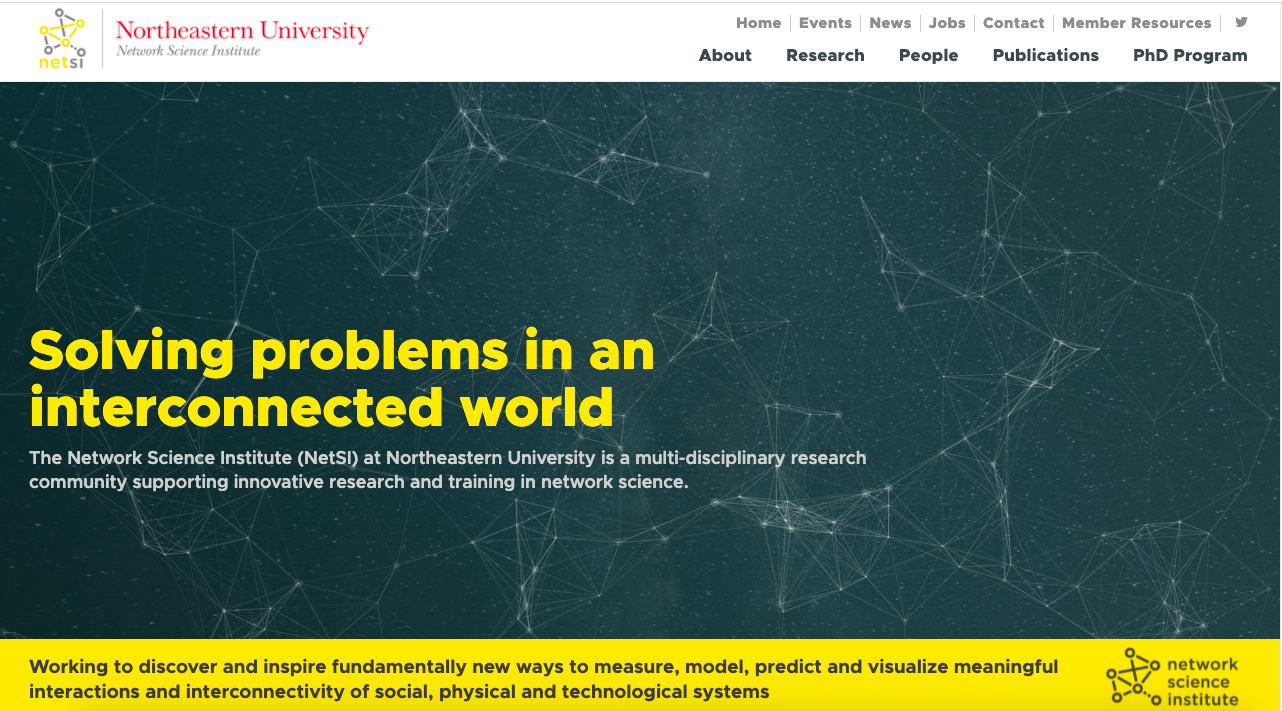 netsi
Northeastern University
Network Science Institute
Home
Events
News
Jobs
Contact
Member Resources
About
Research
People
Publications
PhD Program
Solving problems in an
interconnected world
The Network Science Institute (NetSI) at Northeastern University is a multi-disciplinary research
community supporting innovative research and training in network science.
Working to discover and inspire fundamentally new ways to measure, model, predict and visualize meaningful
interactions and interconnectivity of social, physical and technological systems
network
science
institute